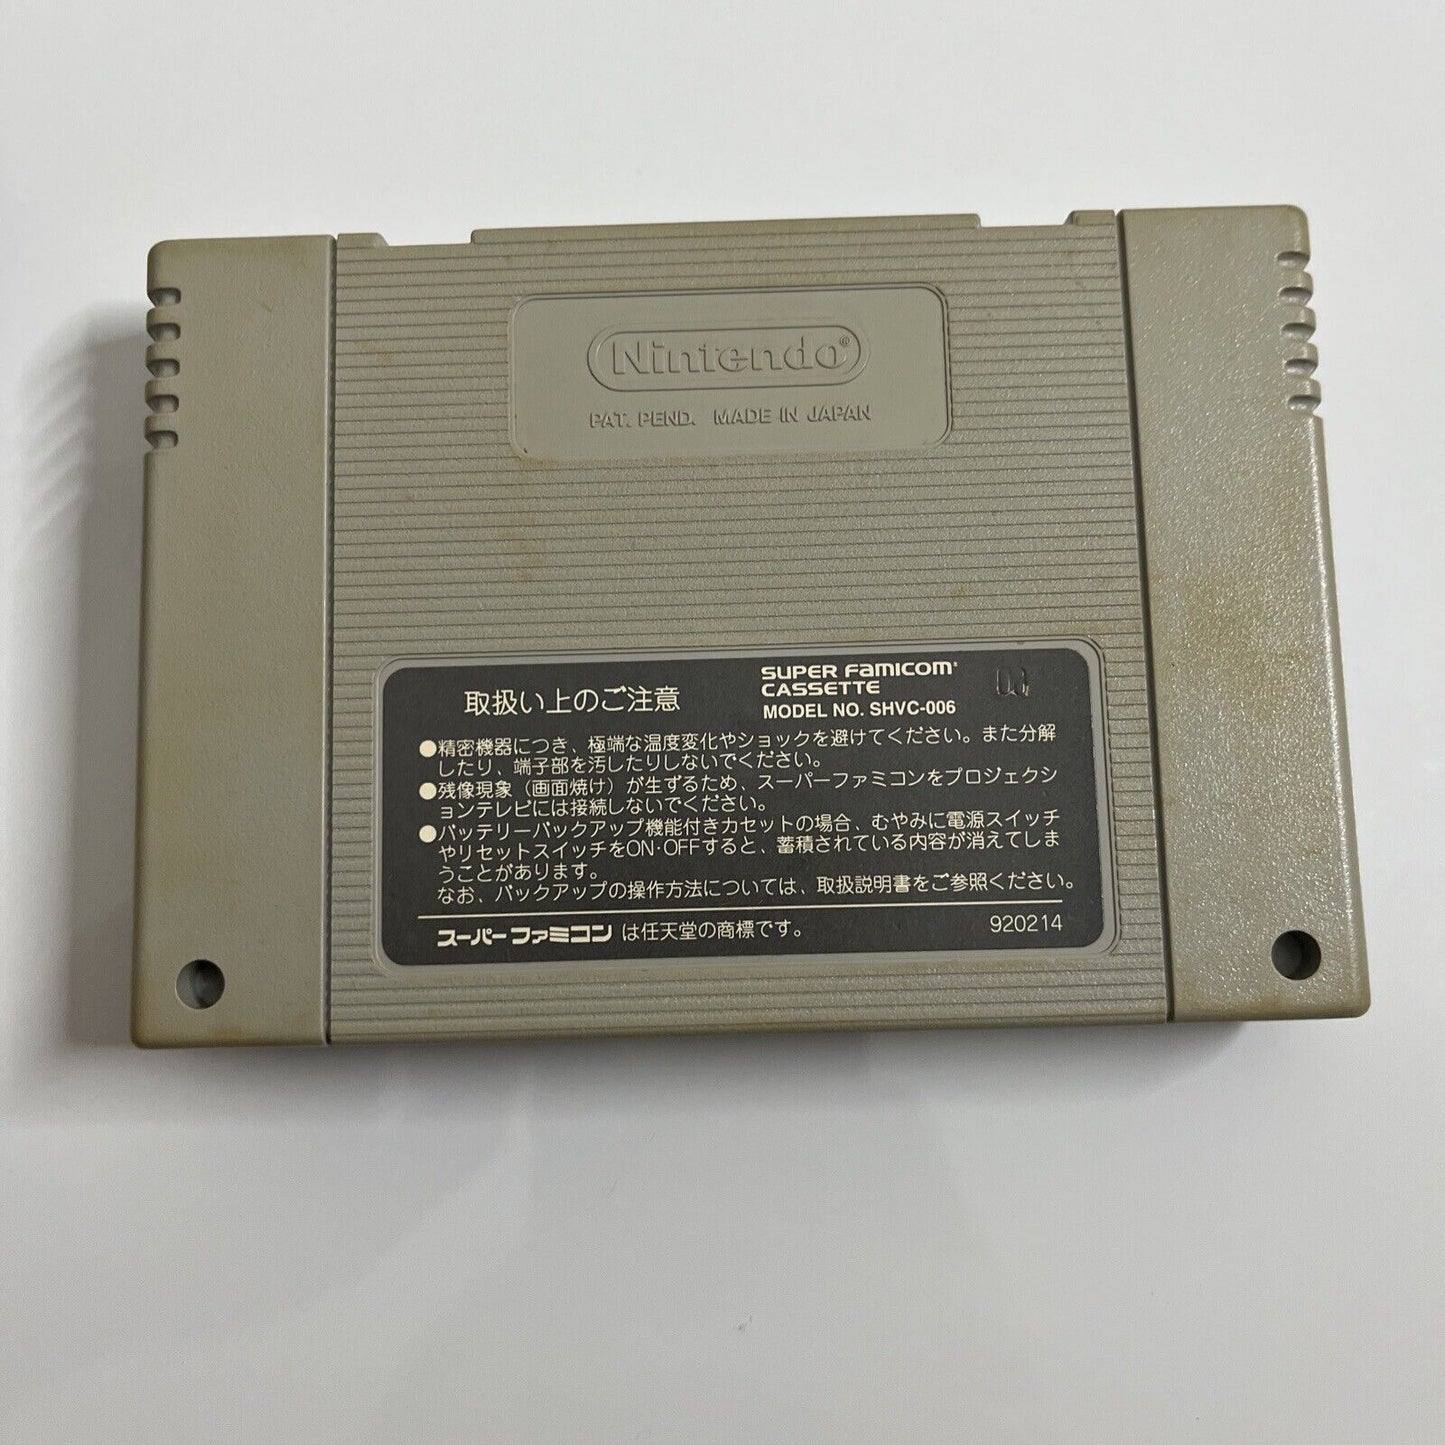 Nintendo®
PAT. PEND. MADE IN JAPAN
取扱い上のご注意
SUPER FAMICOM
CASSETTE
MODEL NO. SHVC-006
●精密機器につき、極端な温度変化やショックを避けてください。また分解
したり、端子部を汚したりしないでください。
●残像現象（画面焼け）が生ずるため、スーパーファミコンをプロジェクシ
ョンテレビには接続しないでください。
●バッテリーバックアップ機能付きカセットの場合、むやみに電源スイッチ
やリセットスイッチをON・OFFすると、蓄積されている内容が消えてしま
うことがあります。
なお、バックアップの操作方法については、取扱説明書をご参照ください。
スーパーファミコン は任天堂の商標です。
920214